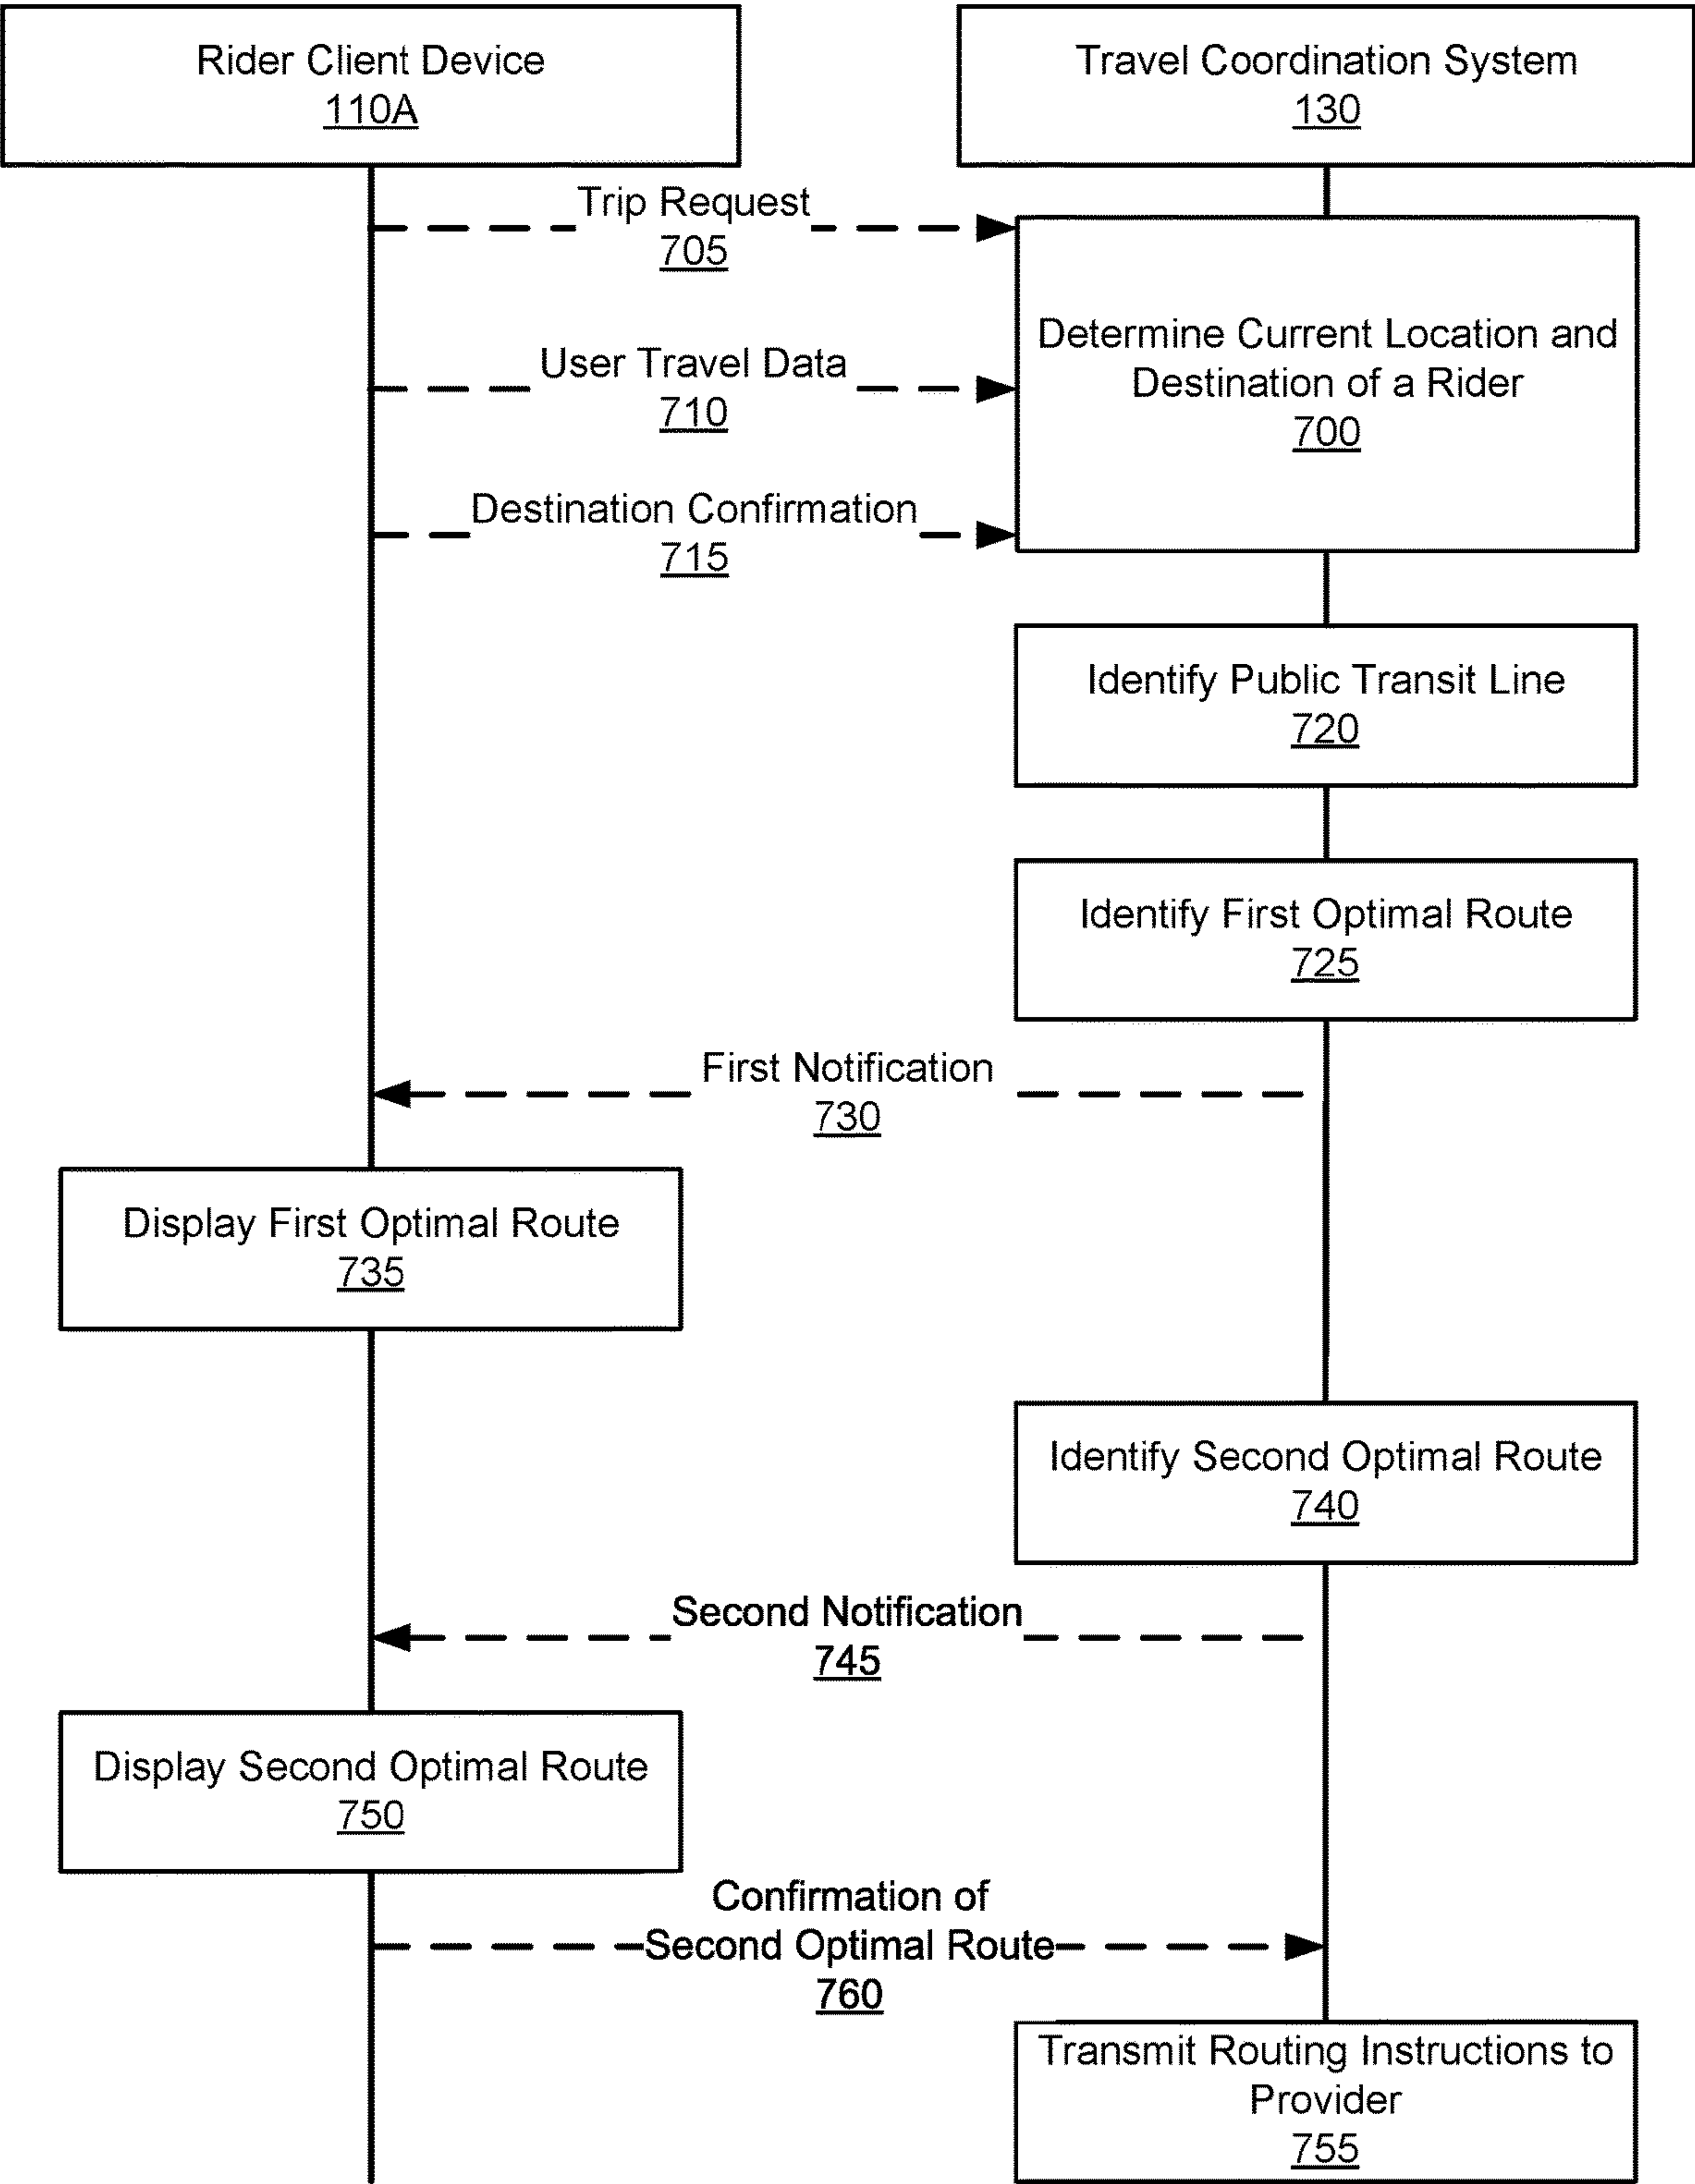 Rider Client Device
110A
Travel Coordination System
130
Trip Request
705
User Travel Data
710
Destination Confirmation
715
Determine Current Location and
Destination of a Rider
700
Identify Public Transit Line
720
Identify First Optimal Route
725
First Notification
730
Display First Optimal Route
735
Identify Second Optimal Route
740
Second Notification
745
Display Second Optimal Route
750
Confirmation of
Second Optimal Route
760
Transmit Routing Instructions to
Provider
755